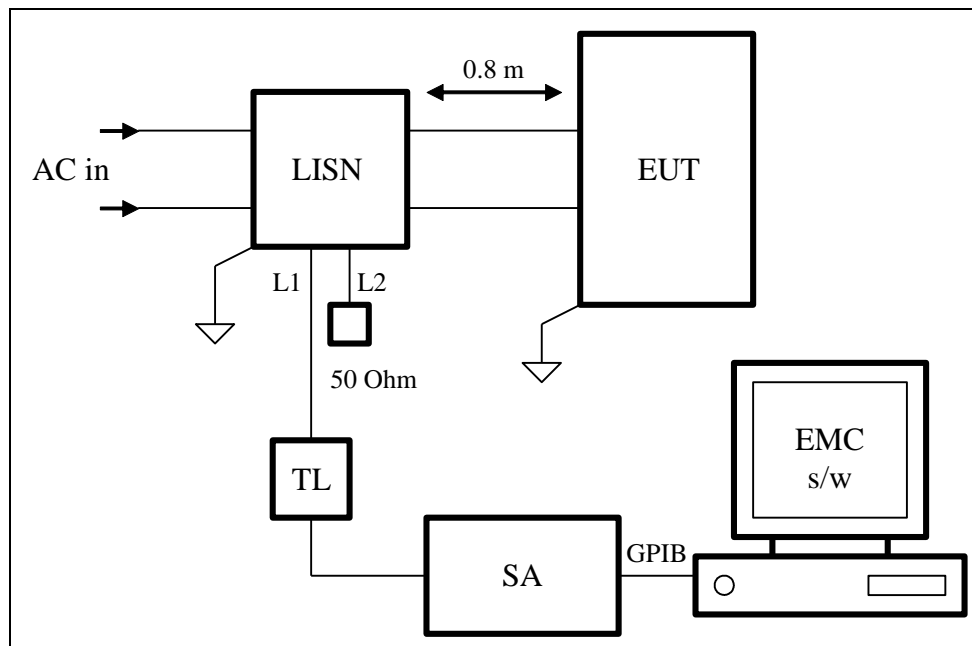 0.8 m
AC in
LISN
EUT
L1
L2
50 Ohm
TL
EMC
s/w
SA
GPIB